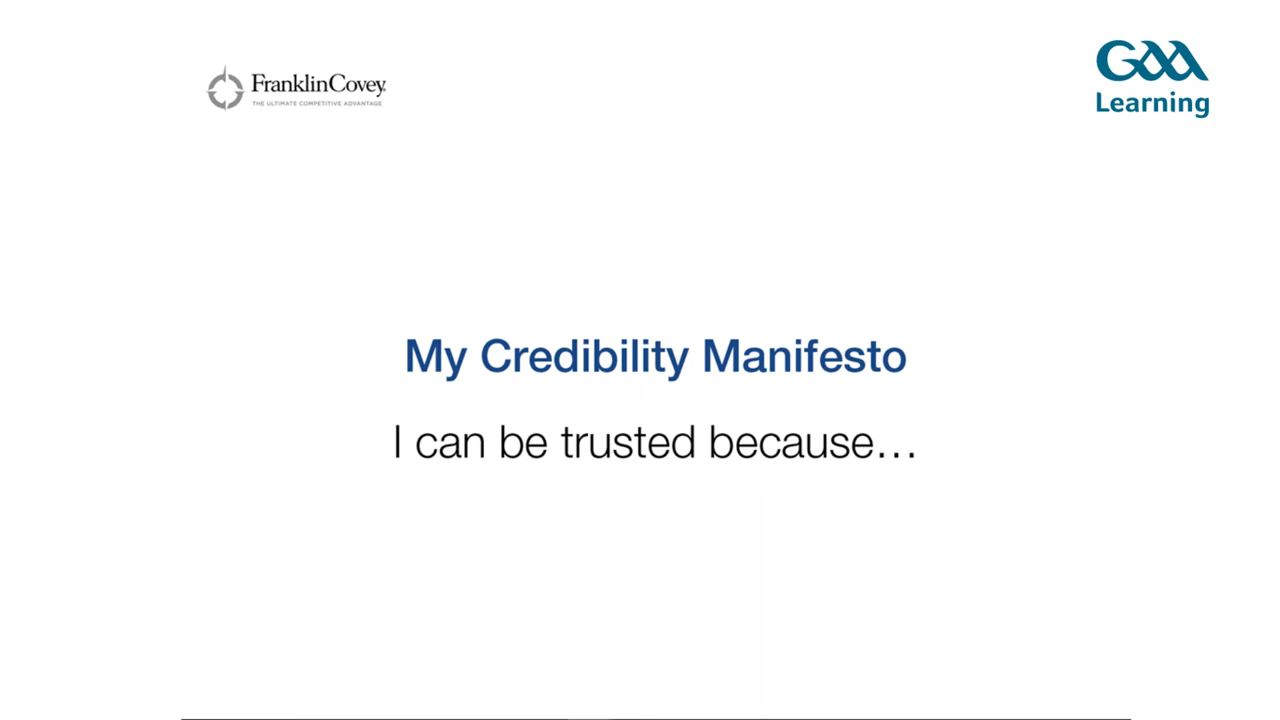 FranklinCovey
THE ULTIMATE COMPETITIVE ADVANTAGE
GAA
Learning
My Credibility Manifesto
I can be trusted because…